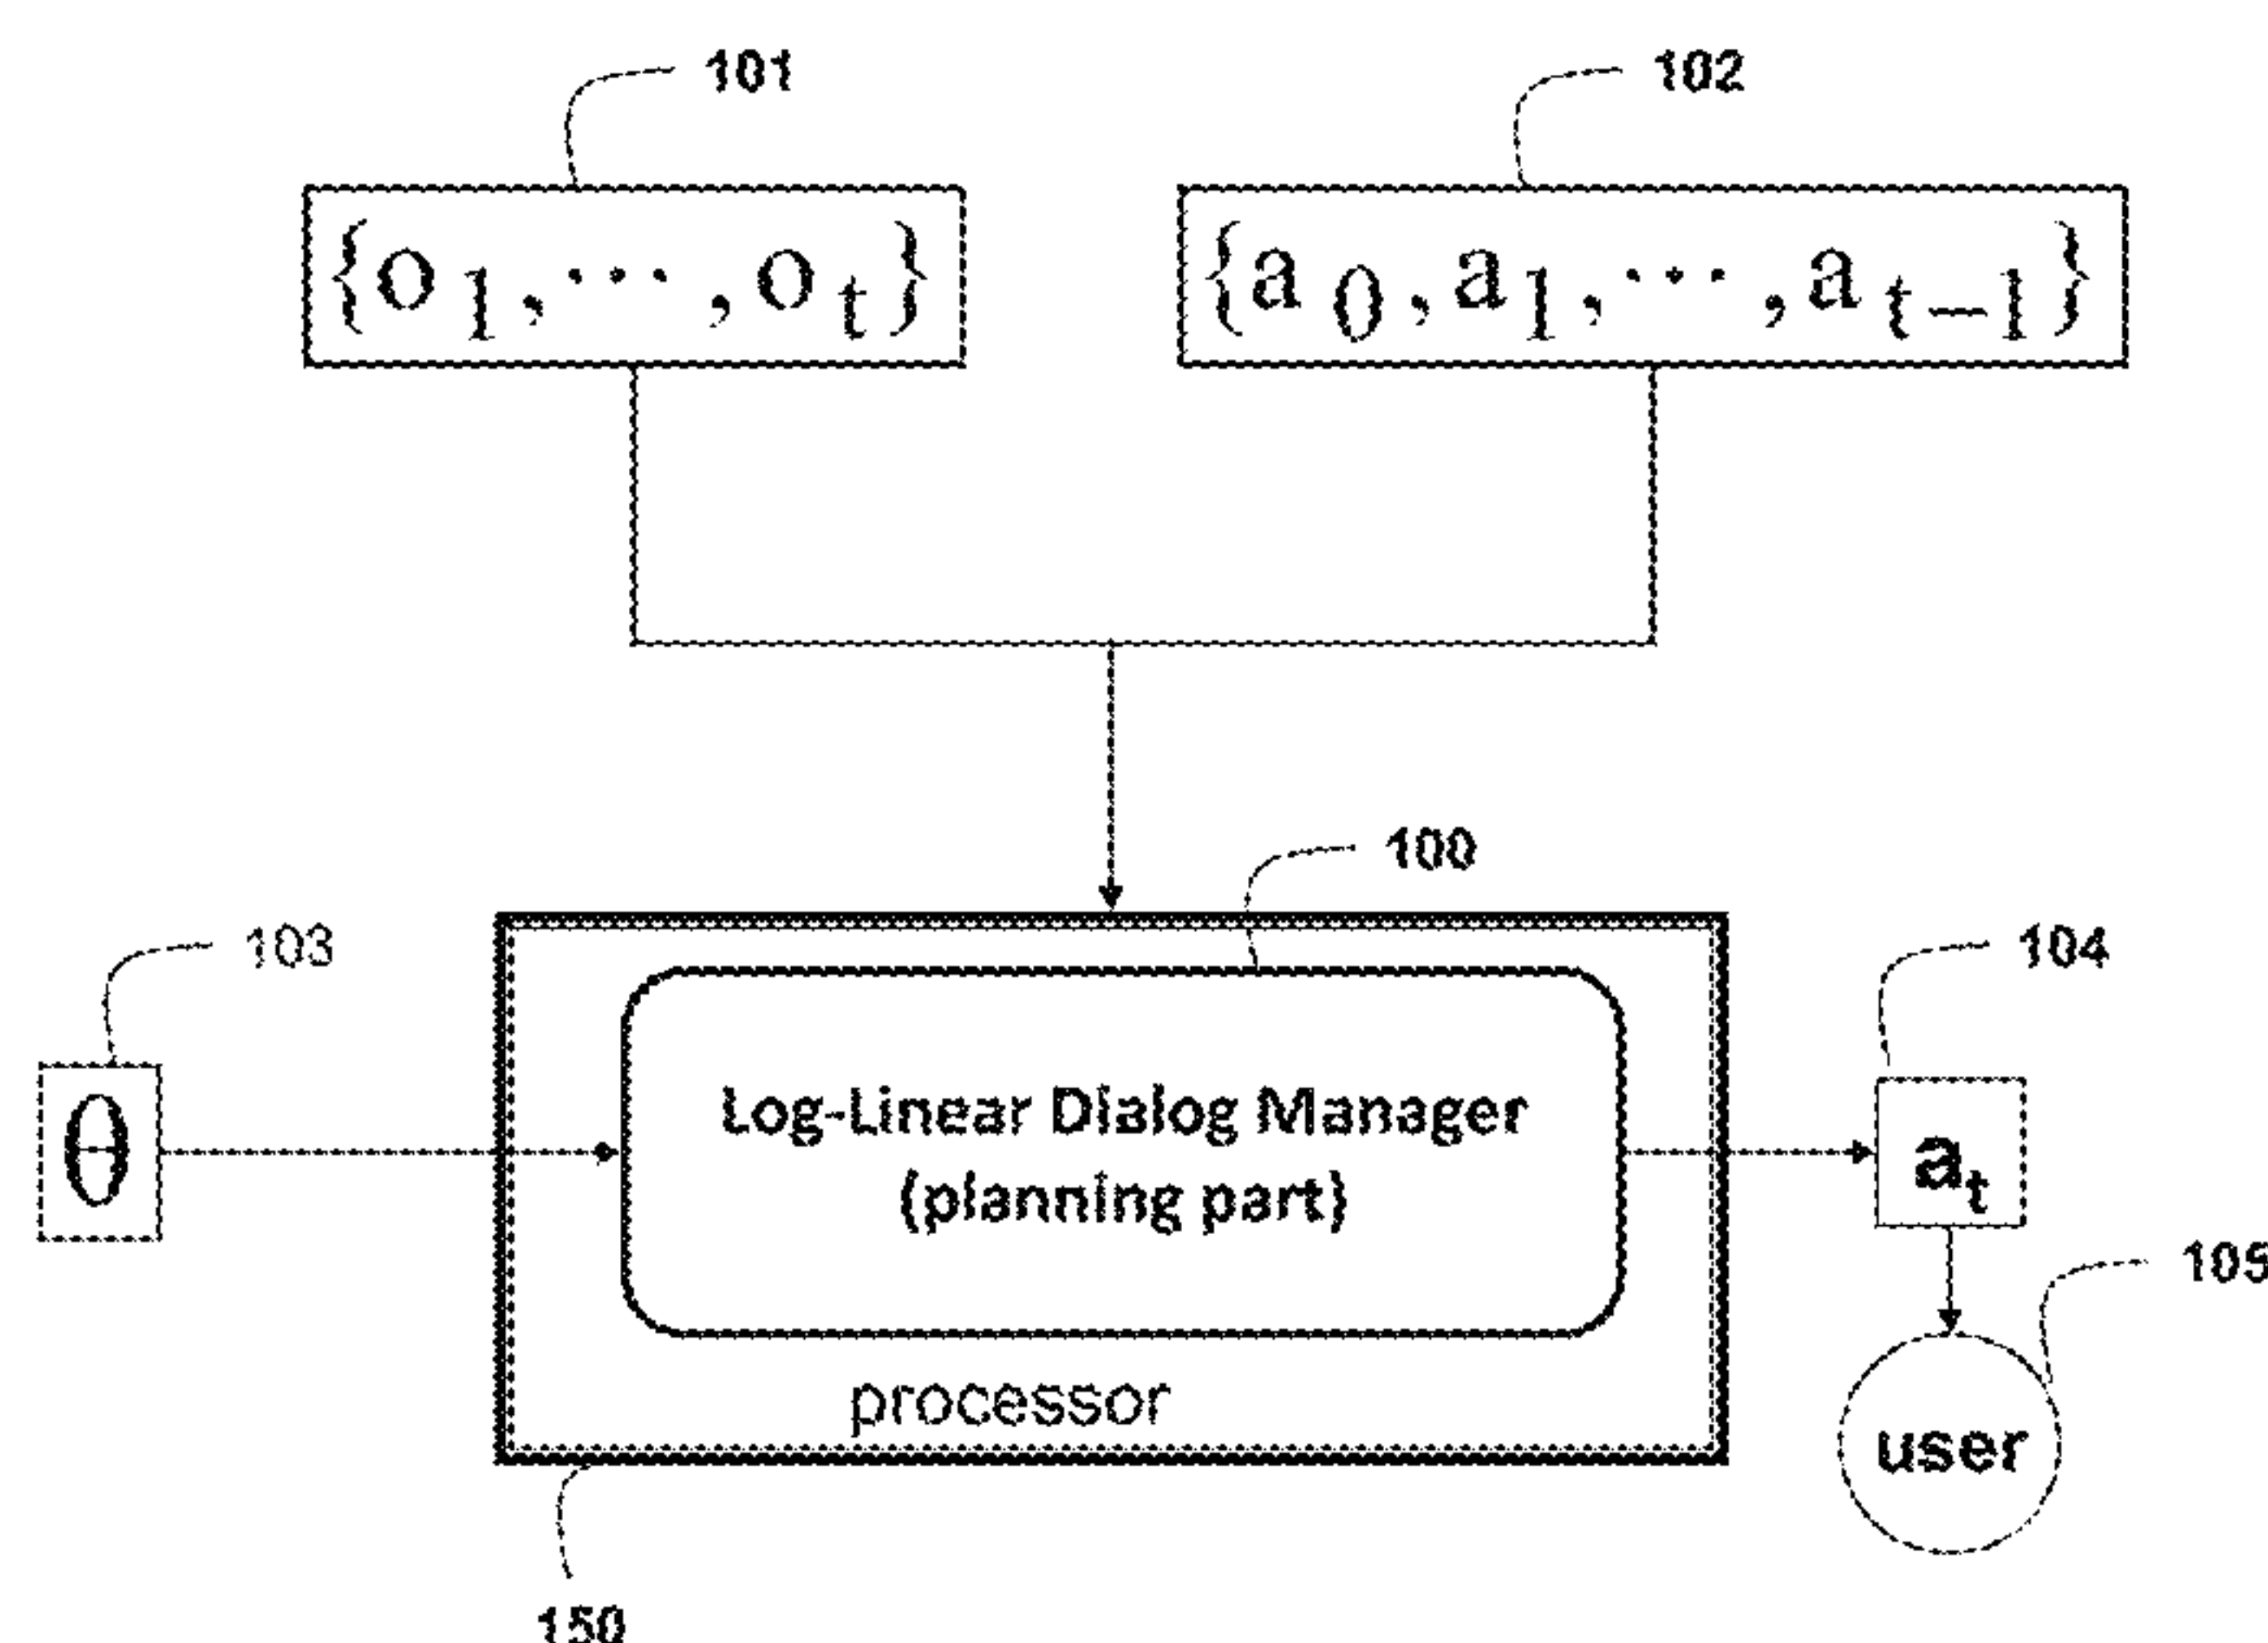 101
102
{o1,···,ot}
{a0,a1,···,at−1}
100
103
104
θ
Log-Linear Dialog Manager
(planning part)
at
105
processor
user
150